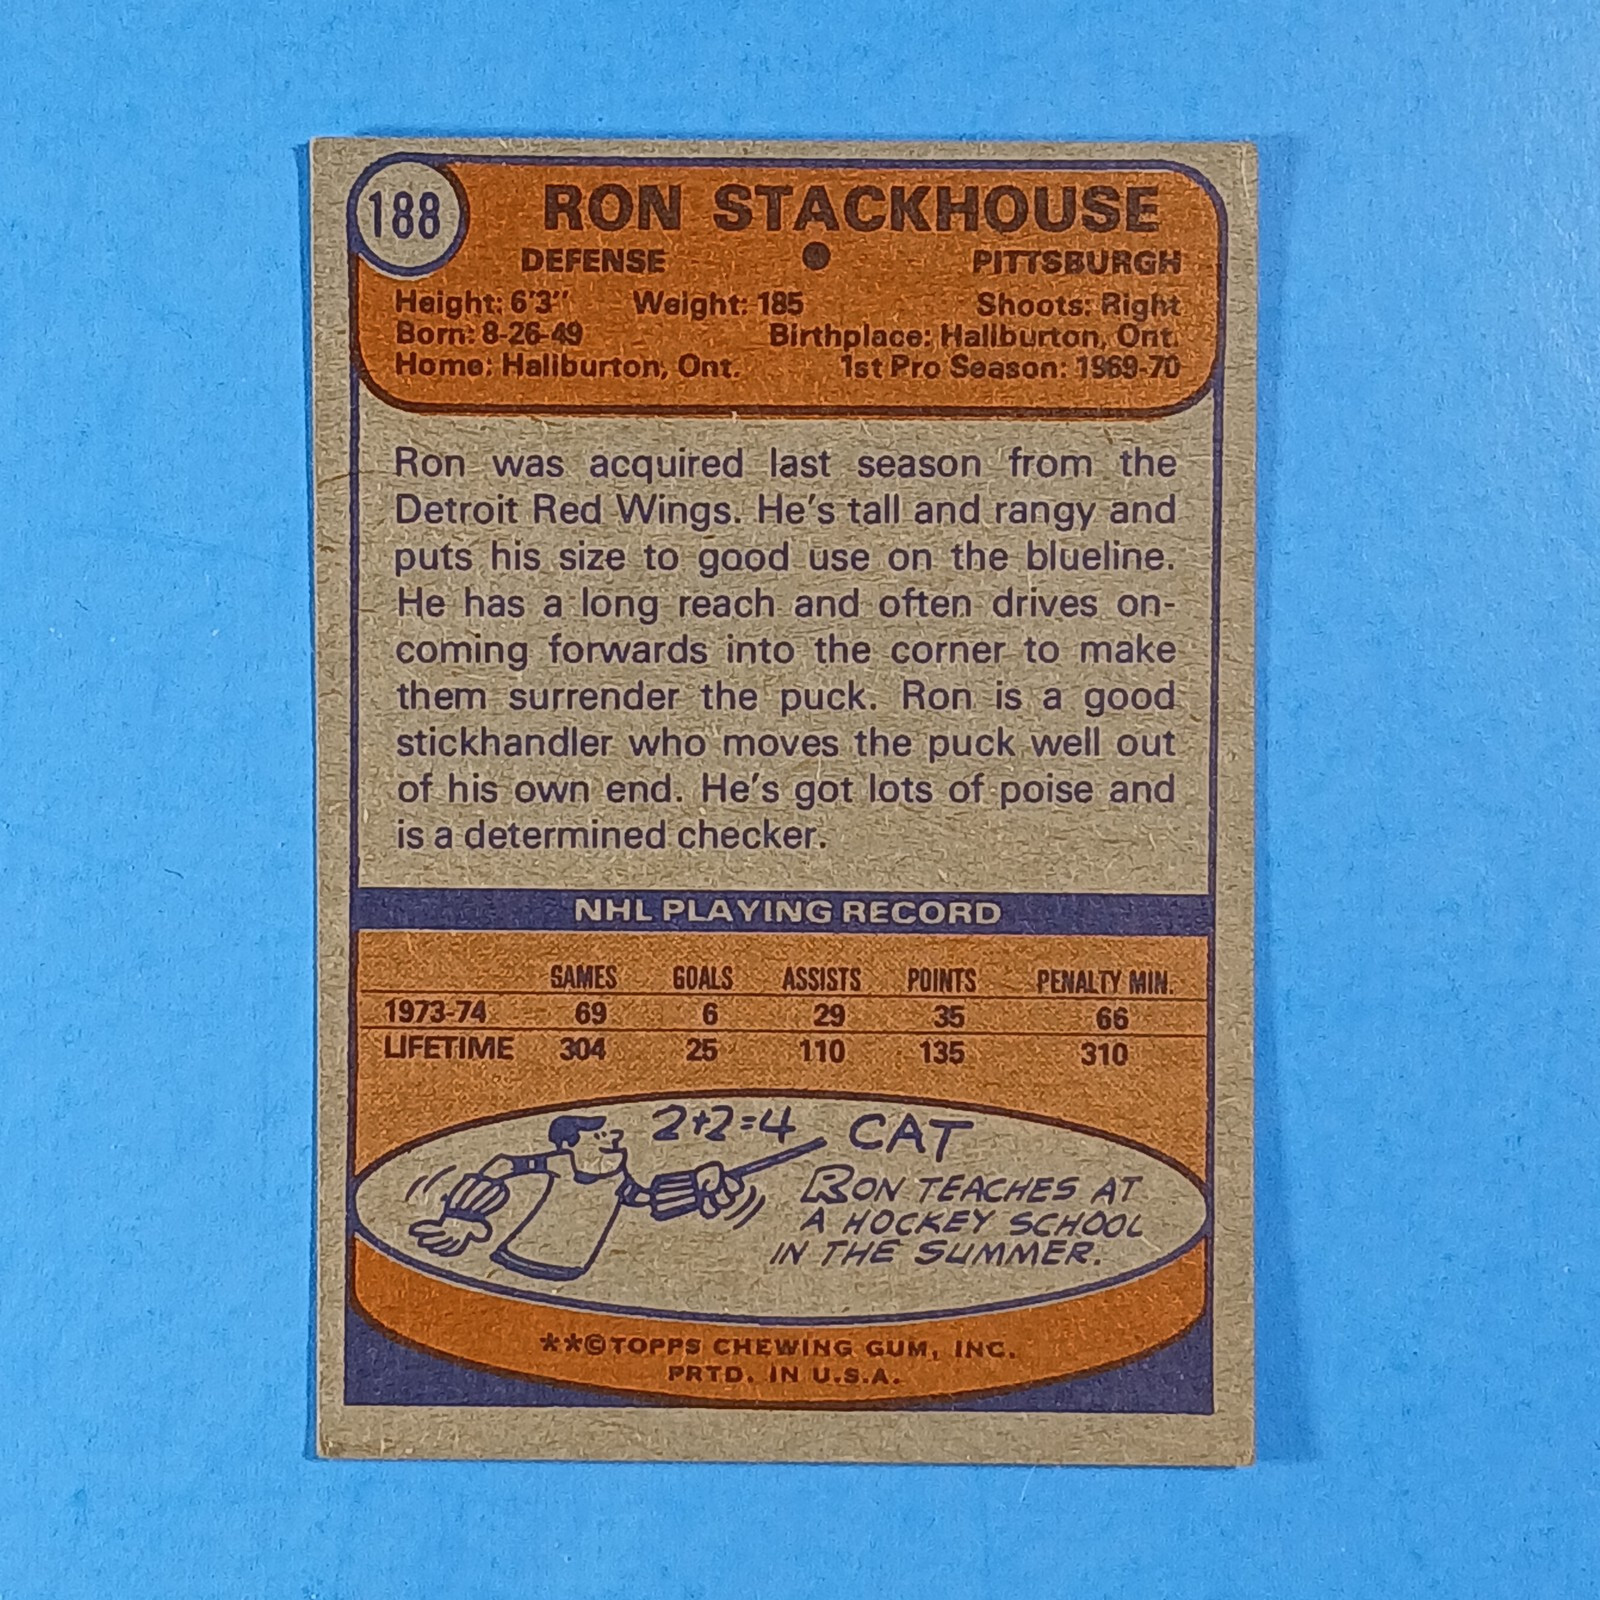 188
RON STACKHOUSE
DEFENSE PITTSBURGH
Height: 6'3" Weight: 185 Shoots: Right
Born: 8-26-49 Birthplace: Haliburton, Ont.
Home: Haliburton, Ont. 1st Pro Season: 1969-70
Ron was acquired last season from the
Detroit Red Wings. He's tall and rangy and
puts his size to good use on the blueline.
He has a long reach and often drives on-
coming forwards into the corner to make
them surrender the puck. Ron is a good
stickhandler who moves the puck well out
of his own end. He's got lots of poise and
is a determined checker.
NHL PLAYING RECORD
GAMES GOALS ASSISTS POINTS PENALTY MIN.
1973-74 69 6 29 35 66
LIFETIME 304 25 110 135 310
2+2=4 CAT
RON TEACHES AT
A HOCKEY SCHOOL
IN THE SUMMER.
**©TOPPS CHEWING GUM, INC.
PRTD. IN U.S.A.